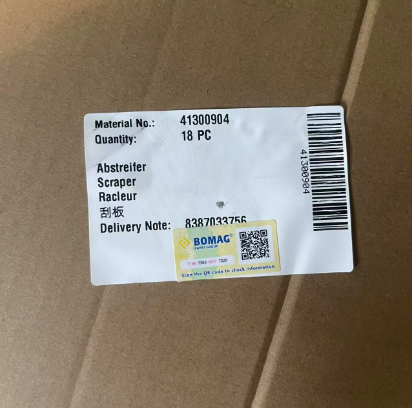 Material No.: 41300904
Quantity: 18 PC
Abstreifer
Scraper
Racleur
刮板
Delivery Note: 8387033756
41300904
BOMAG
Scan the QR code to check information